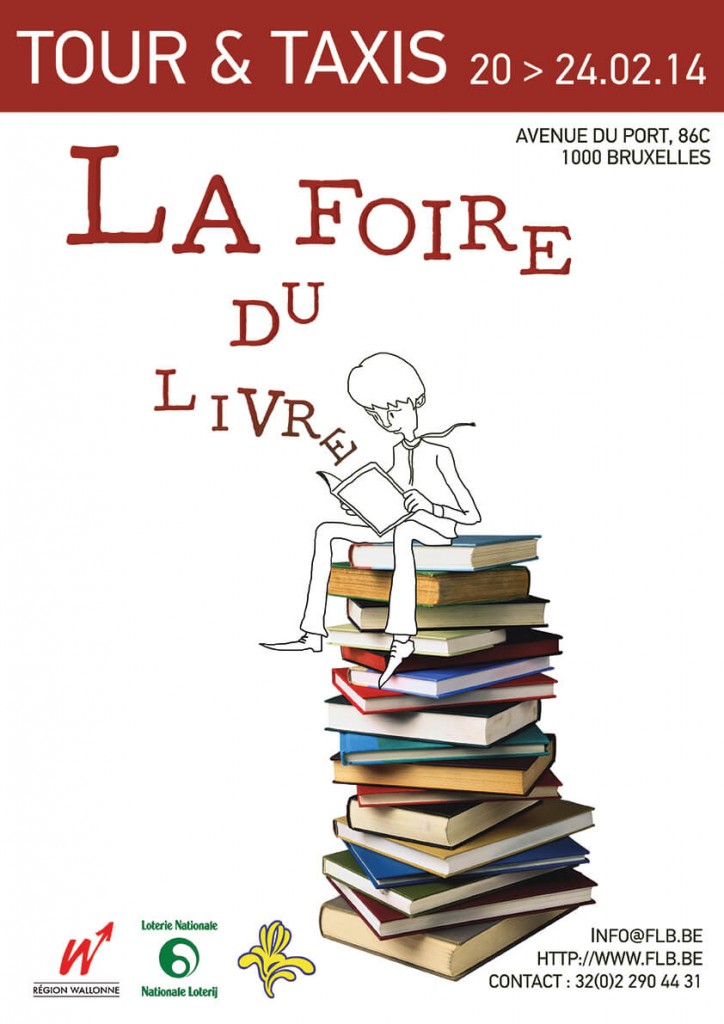 TOUR & TAXIS 20 > 24.02.14
AVENUE DU PORT, 86C
1000 BRUXELLES
LA FOIRE
DU
LIVRE
INFO@FLB.BE
HTTP://WWW.FLB.BE
CONTACT : 32(0)2 290 44 31
RÉGION WALLONNE
Loterie Nationale
Nationale Loterij